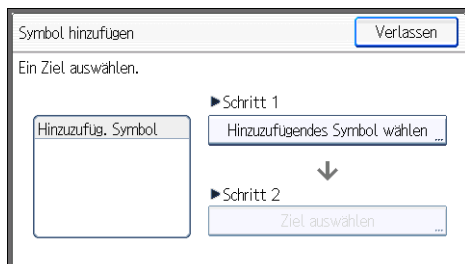 Symbol hinzufügen
Verlassen
Ein Ziel auswählen.
Hinzuzufüg. Symbol
►Schritt 1
Hinzuzufügendes Symbol wählen ...
►Schritt 2
Ziel auswählen ...